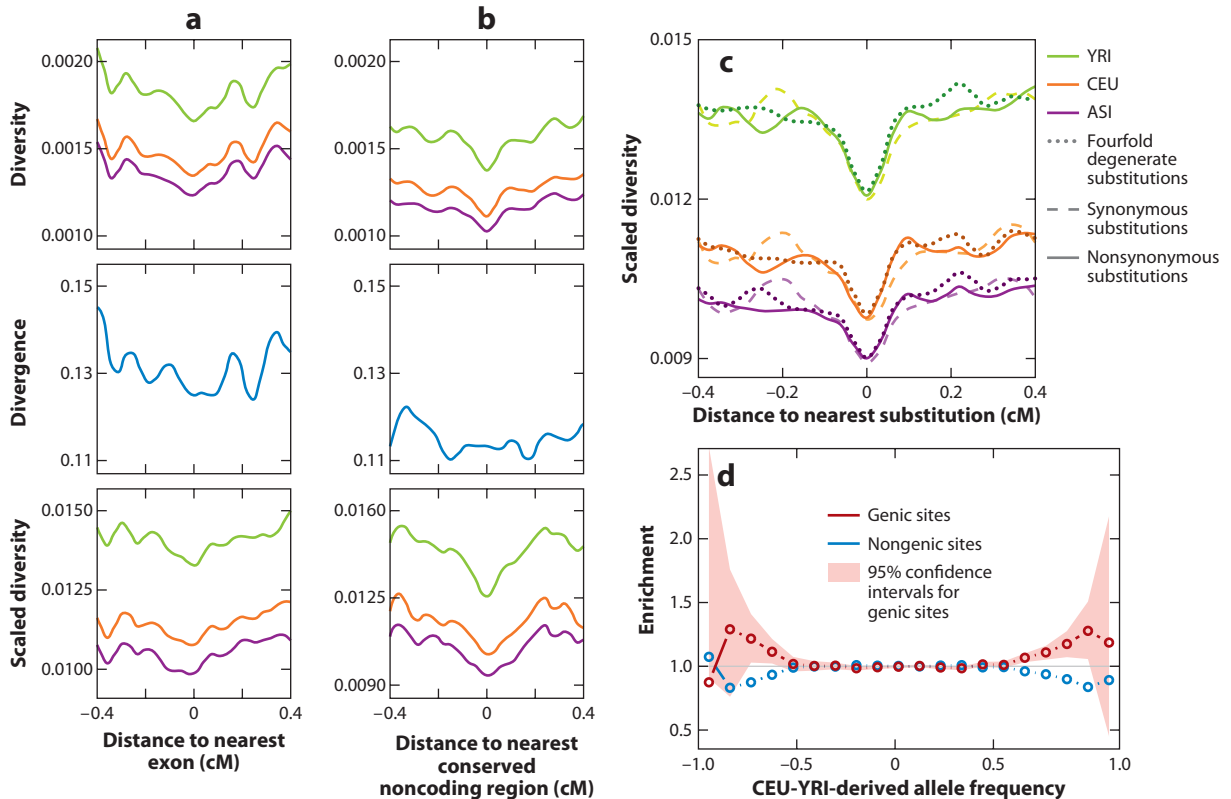 a
Diversity
0.0020
0.0015
0.0010
Divergence
0.15
0.13
0.11
Scaled diversity
0.0150
0.0125
0.0100
−0.4
0
0.4
Distance to nearest
exon (cM)
b
0.0020
0.0015
0.0010
0.15
0.13
0.11
0.0160
0.0125
0.0090
−0.4
0
0.4
Distance to nearest
conserved
noncoding region (cM)
c
Scaled diversity
0.015
0.012
0.009
−0.4
−0.2
0
0.2
0.4
Distance to nearest substitution (cM)
YRI
CEU
ASI
Fourfold
degenerate
substitutions
Synonymous
substitutions
Nonsynonymous
substitutions
d
Enrichment
2.5
2.0
1.5
1.0
0.5
Genic sites
Nongenic sites
95% confidence
intervals for
genic sites
−1.0
−0.5
0
0.5
1.0
CEU-YRI-derived allele frequency